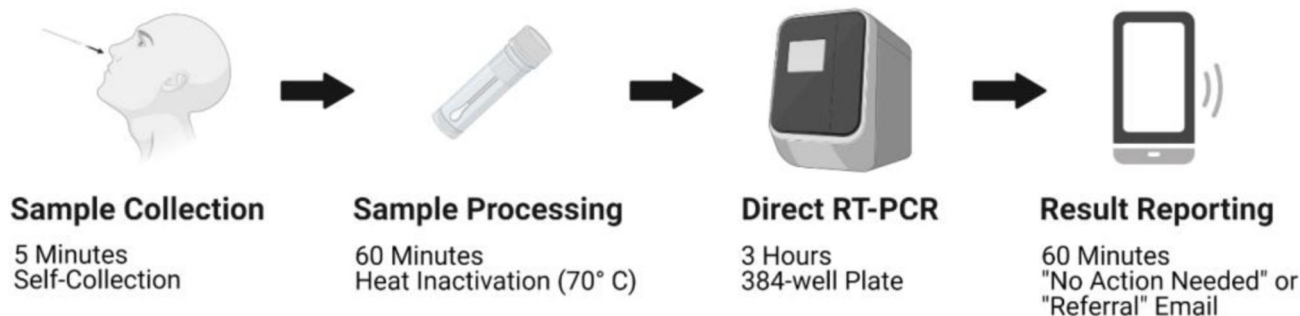 Sample Collection
5 Minutes
Self-Collection
Sample Processing
60 Minutes
Heat Inactivation (70° C)
Direct RT-PCR
3 Hours
384-well Plate
Result Reporting
60 Minutes
"No Action Needed" or
"Referral" Email